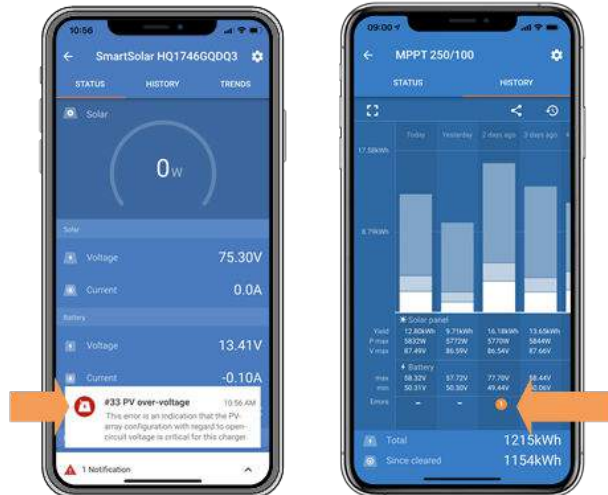 10:56
SmartSolar HQ1746GQDQ3
STATUS HISTORY TRENDS
Solar
0W
Solar
Voltage 75.30V
Current 0.0A
Battery
Voltage 13.41V
Current -0.10A
#33 PV over-voltage 10:56 AM
This error is an indication that the PV-
array configuration with regard to open-
circuit voltage is critical for this charger.
1 Notification
09:00
MPPT 250/100
STATUS HISTORY
Today Yesterday 2 days ago 3 days ago
17.58kWh
8.79kWh
Solar panel
Yield 12.80kWh 9.71kWh 16.18kWh 13.65kWh
P max 5832W 5772W 5770W 5844W
V max 87.49V 86.59V 86.54V 87.66V
Battery
max 58.32V 57.72V 77.70V 58.44V
min 50.31V 50.30V 49.44V 50.06V
Errors - - 1
Total 1215kWh
Since cleared 1154kWh